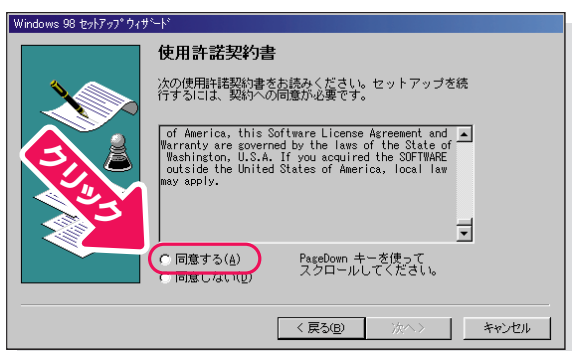 Windows 98 ｾｯﾄｱｯﾌﾟ ｳｨｻﾞｰﾄﾞ
使用許諾契約書
次の使用許諾契約書をお読みください。セットアップを続
行するには、契約への同意が必要です。
of America, this Software License Agreement and
Warranty are governed by the laws of the State of
Washington, U.S.A. If you acquired the SOFTWARE
outside the United States of America, local law
may apply.
クリック
同意する(A)
同意しない(D)
PageDown キーを使って
スクロールしてください。
< 戻る(B)
次へ >
キャンセル